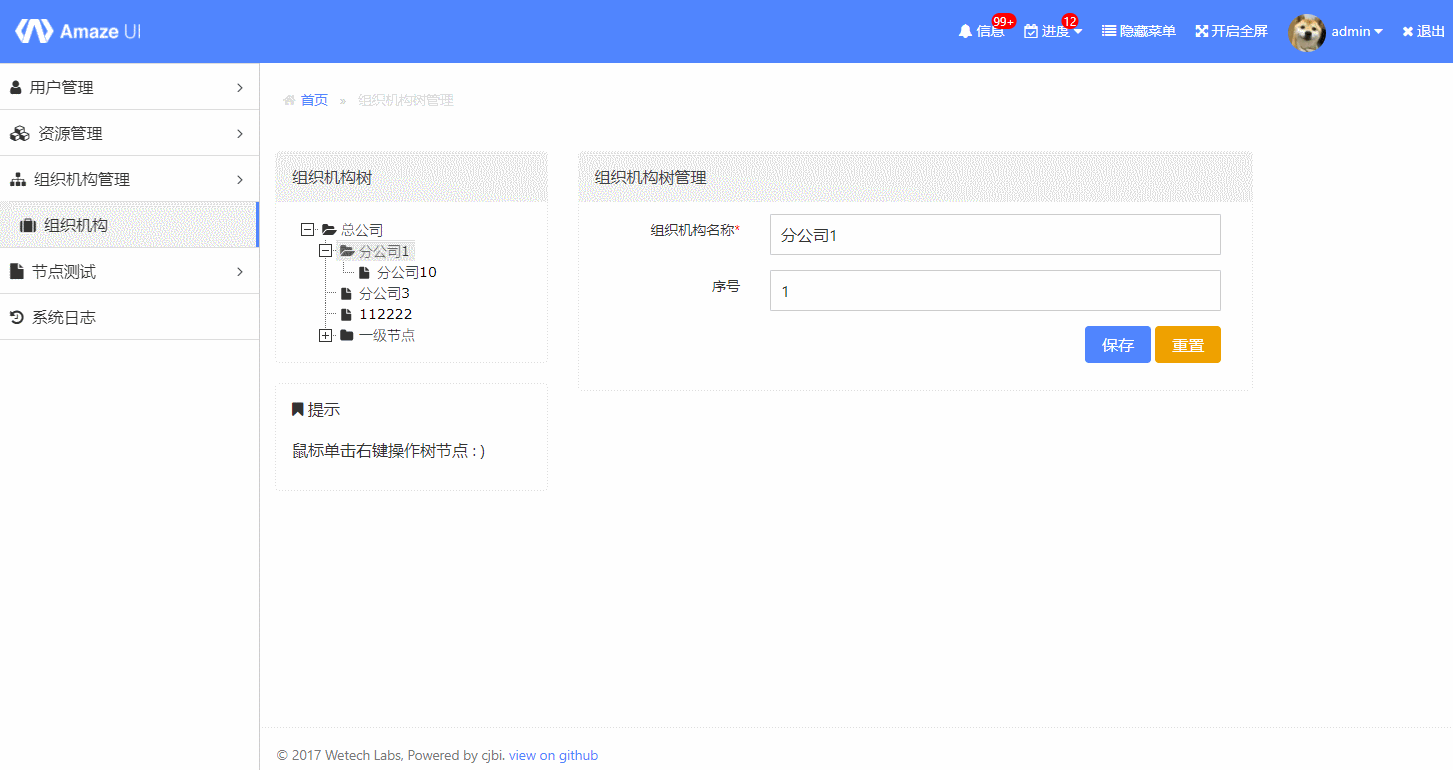 Amaze UI
信息 99+ 进度 12 隐藏菜单 开启全屏 admin 退出
用户管理
资源管理
组织机构管理
组织机构
节点测试
系统日志
首页 » 组织机构树管理
组织机构树
总公司
分公司1
分公司10
分公司3
112222
一级节点
提示
鼠标单击右键操作树节点 : )
组织机构树管理
组织机构名称* 分公司1
序号 1
保存 重置
© 2017 Wetech Labs, Powered by cjbi. view on github